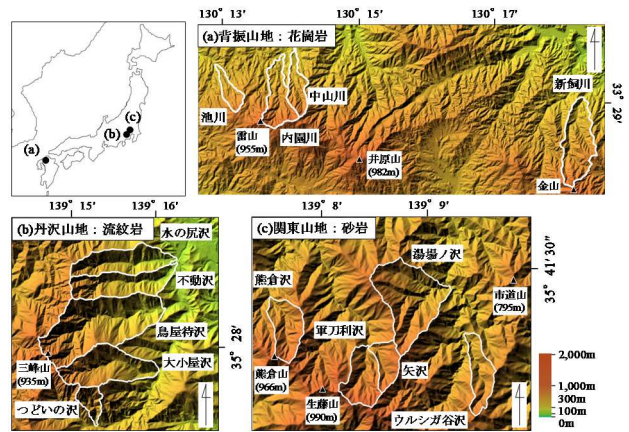 130° 13′
130° 15′
130° 17′
(a)背振山地：花崗岩
(c)
(b)
(a)
新飼川
33°
29′
中山川
池川
雷山
(955m)
内園川
井原山
(982m)
金山
139°
15′
139°
16′
139° 8′
139° 9′
(b)丹沢山地：流紋岩
水の尻沢
不動沢
鳥屋待沢
28′
35°
三峰山
(935m)
大小屋沢
つどいの沢
(c)関東山地：砂岩
湯場ノ沢
41′ 30″
35°
熊倉沢
市道山
(795m)
軍刀利沢
矢沢
熊倉山
(966m)
生藤山
(990m)
ウルシガ谷沢
2,000m
1,000m
300m
100m
0m